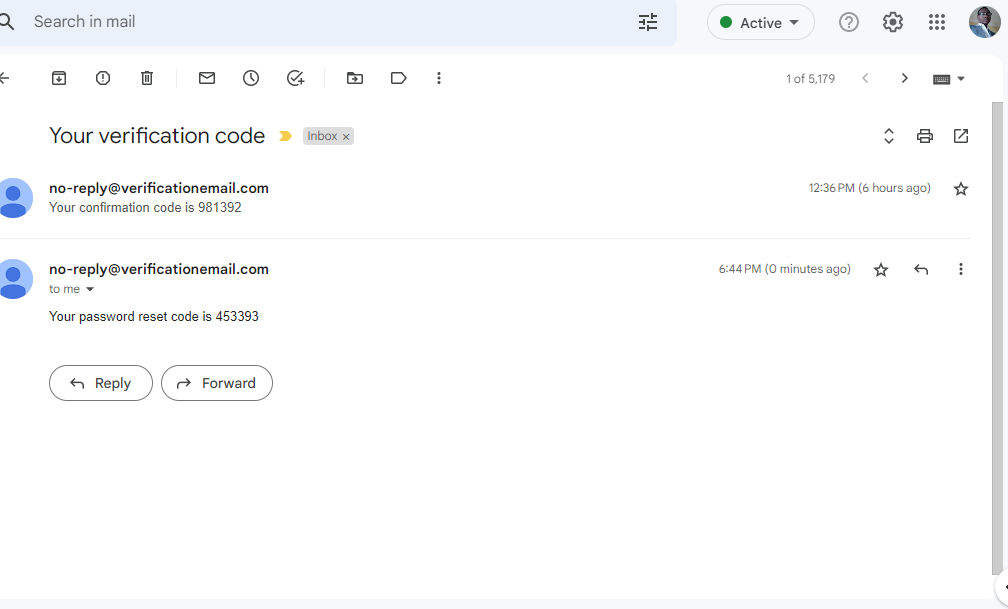 Search in mail
Active
1 of 5,179
Your verification code
Inbox ×
no-reply@verificationemail.com
12:36 PM (6 hours ago)
Your confirmation code is 981392
no-reply@verificationemail.com
6:44 PM (0 minutes ago)
to me
Your password reset code is 453393
Reply
Forward